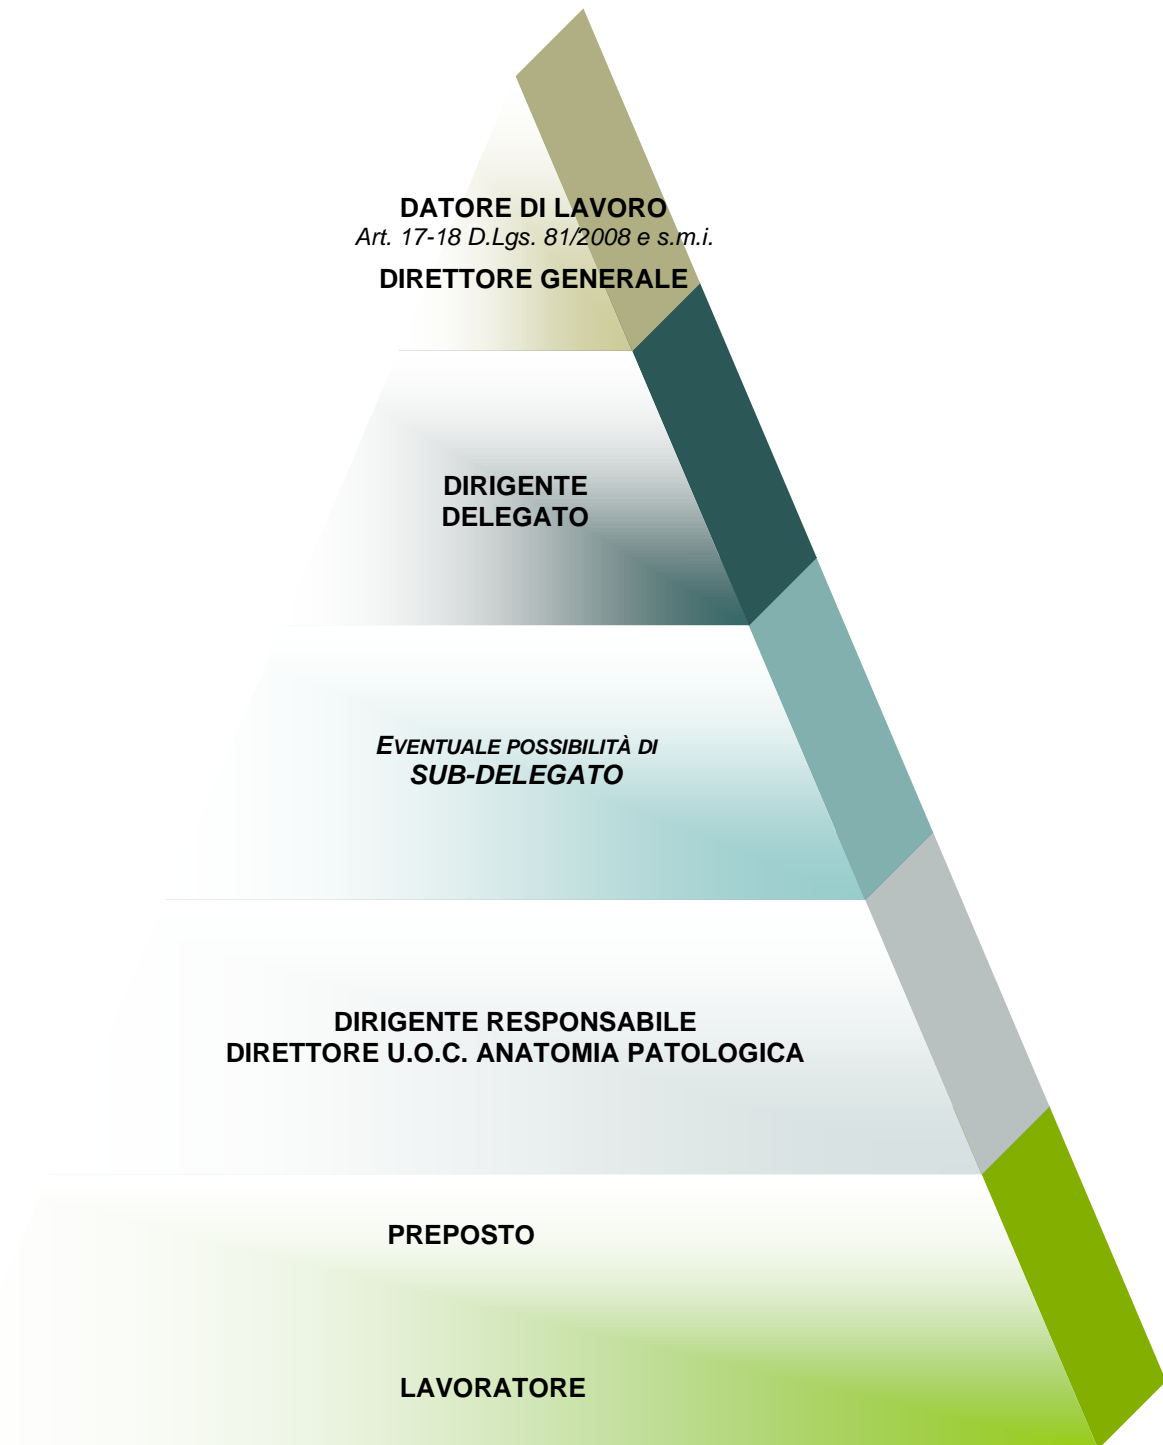 DATORE DI LAVORO
Art. 17-18 D.Lgs. 81/2008 e s.m.i.
DIRETTORE GENERALE
DIRIGENTE
DELEGATO
EVENTUALE POSSIBILITÀ DI
SUB-DELEGATO
DIRIGENTE RESPONSABILE
DIRETTORE U.O.C. ANATOMIA PATOLOGICA
PREPOSTO
LAVORATORE